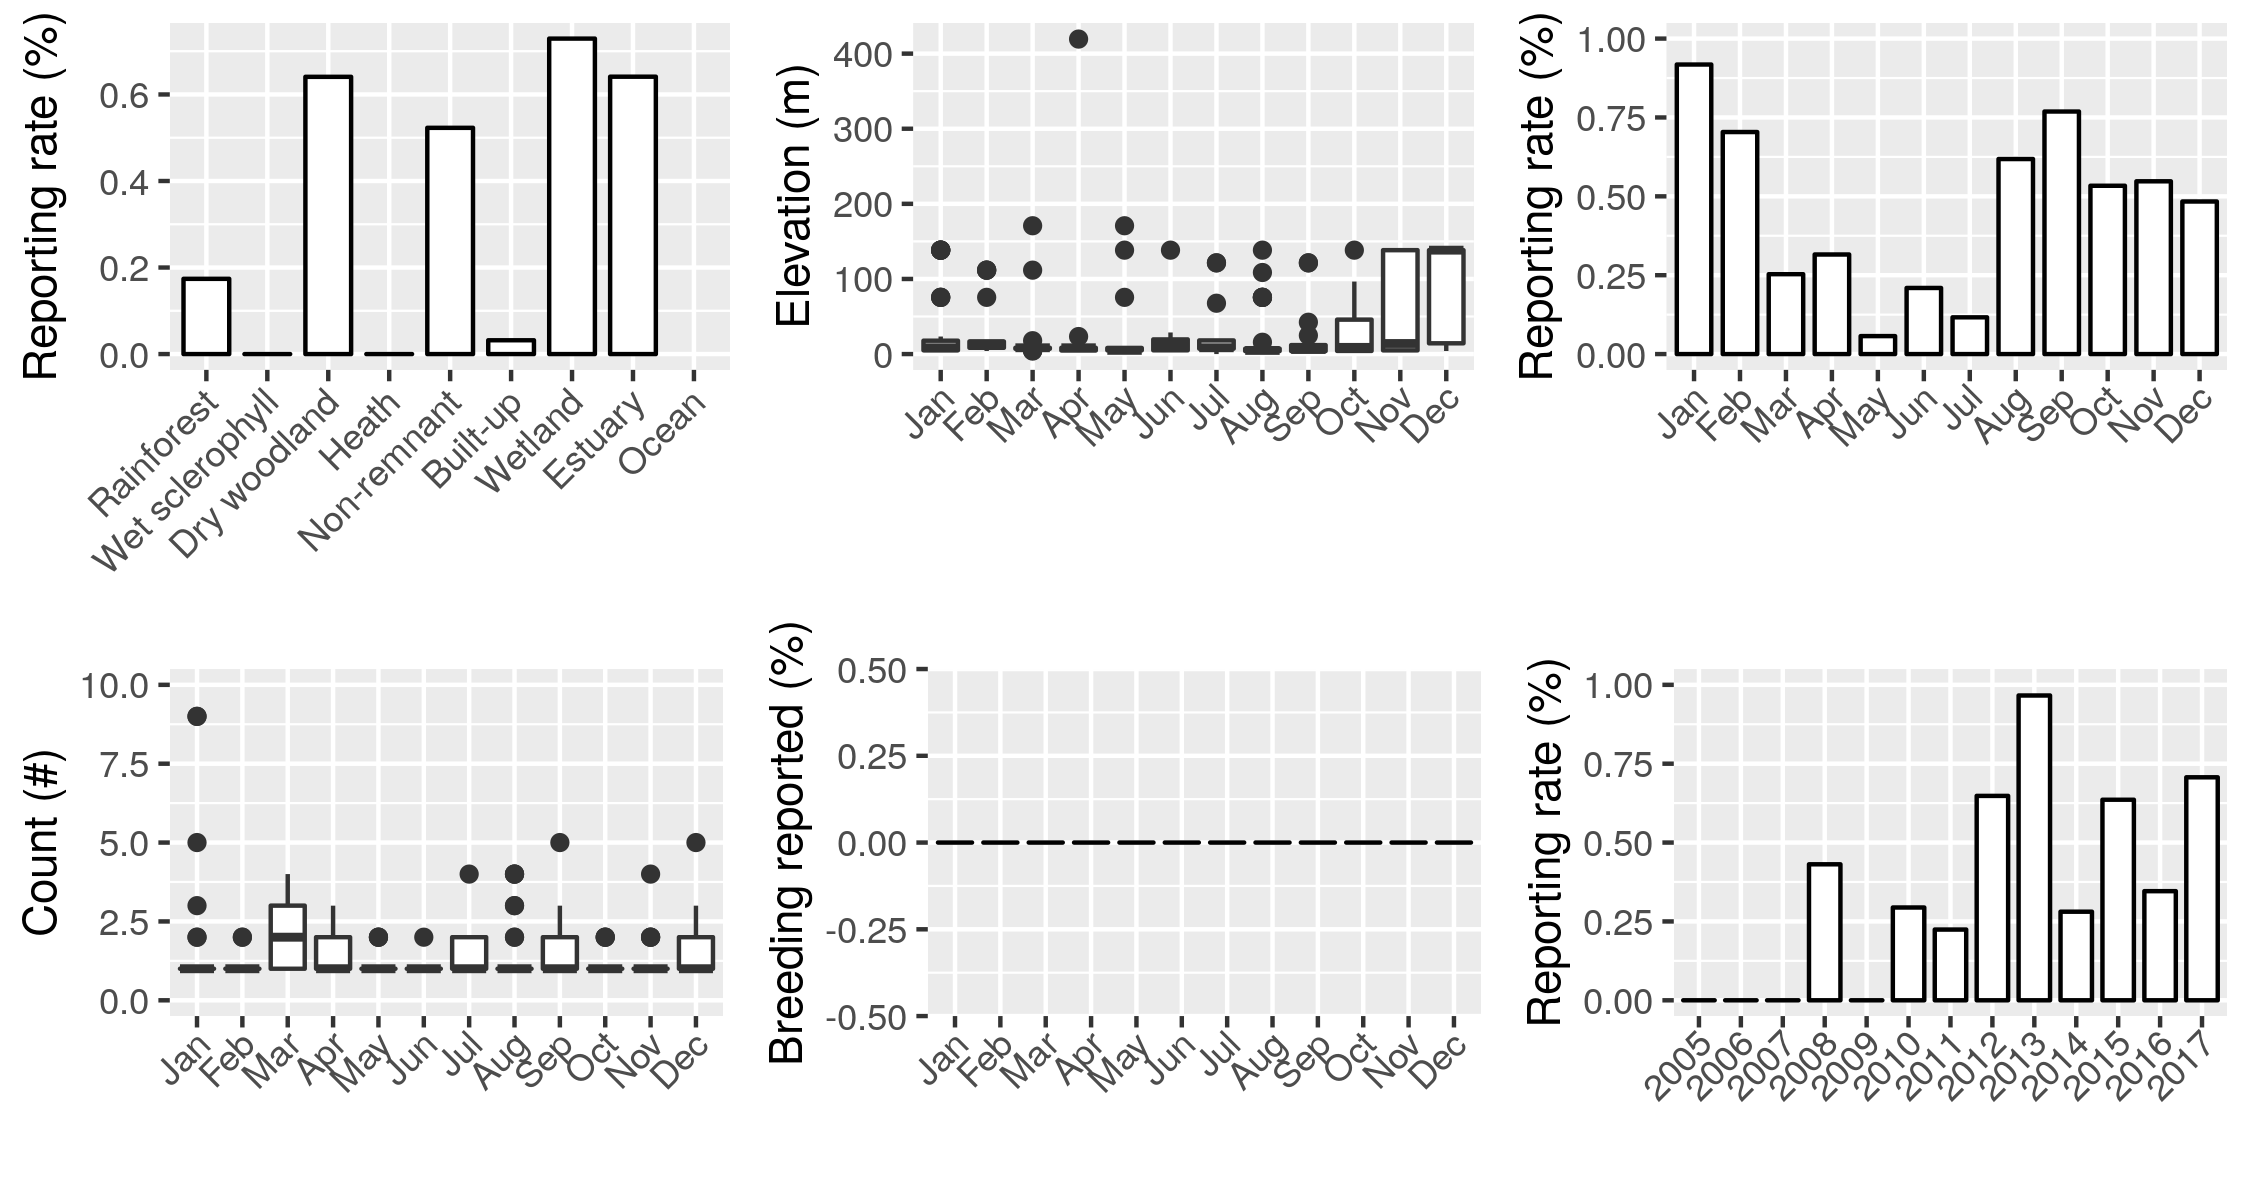 Reporting rate (%)
0.6
0.4
0.2
0.0
Rainforest
Wet sclerophyll
Dry woodland
Heath
Non-remnant
Built-up
Wetland
Estuary
Ocean
Elevation (m)
400
300
200
100
0
Jan
Feb
Mar
Apr
May
Jun
Jul
Aug
Sep
Oct
Nov
Dec
Reporting rate (%)
1.00
0.75
0.50
0.25
0.00
Jan
Feb
Mar
Apr
May
Jun
Jul
Aug
Sep
Oct
Nov
Dec
Count (#)
10.0
7.5
5.0
2.5
0.0
Jan
Feb
Mar
Apr
May
Jun
Jul
Aug
Sep
Oct
Nov
Dec
Breeding reported (%)
0.50
0.25
0.00
-0.25
-0.50
Jan
Feb
Mar
Apr
May
Jun
Jul
Aug
Sep
Oct
Nov
Dec
Reporting rate (%)
1.00
0.75
0.50
0.25
0.00
2005
2006
2007
2008
2009
2010
2011
2012
2013
2014
2015
2016
2017